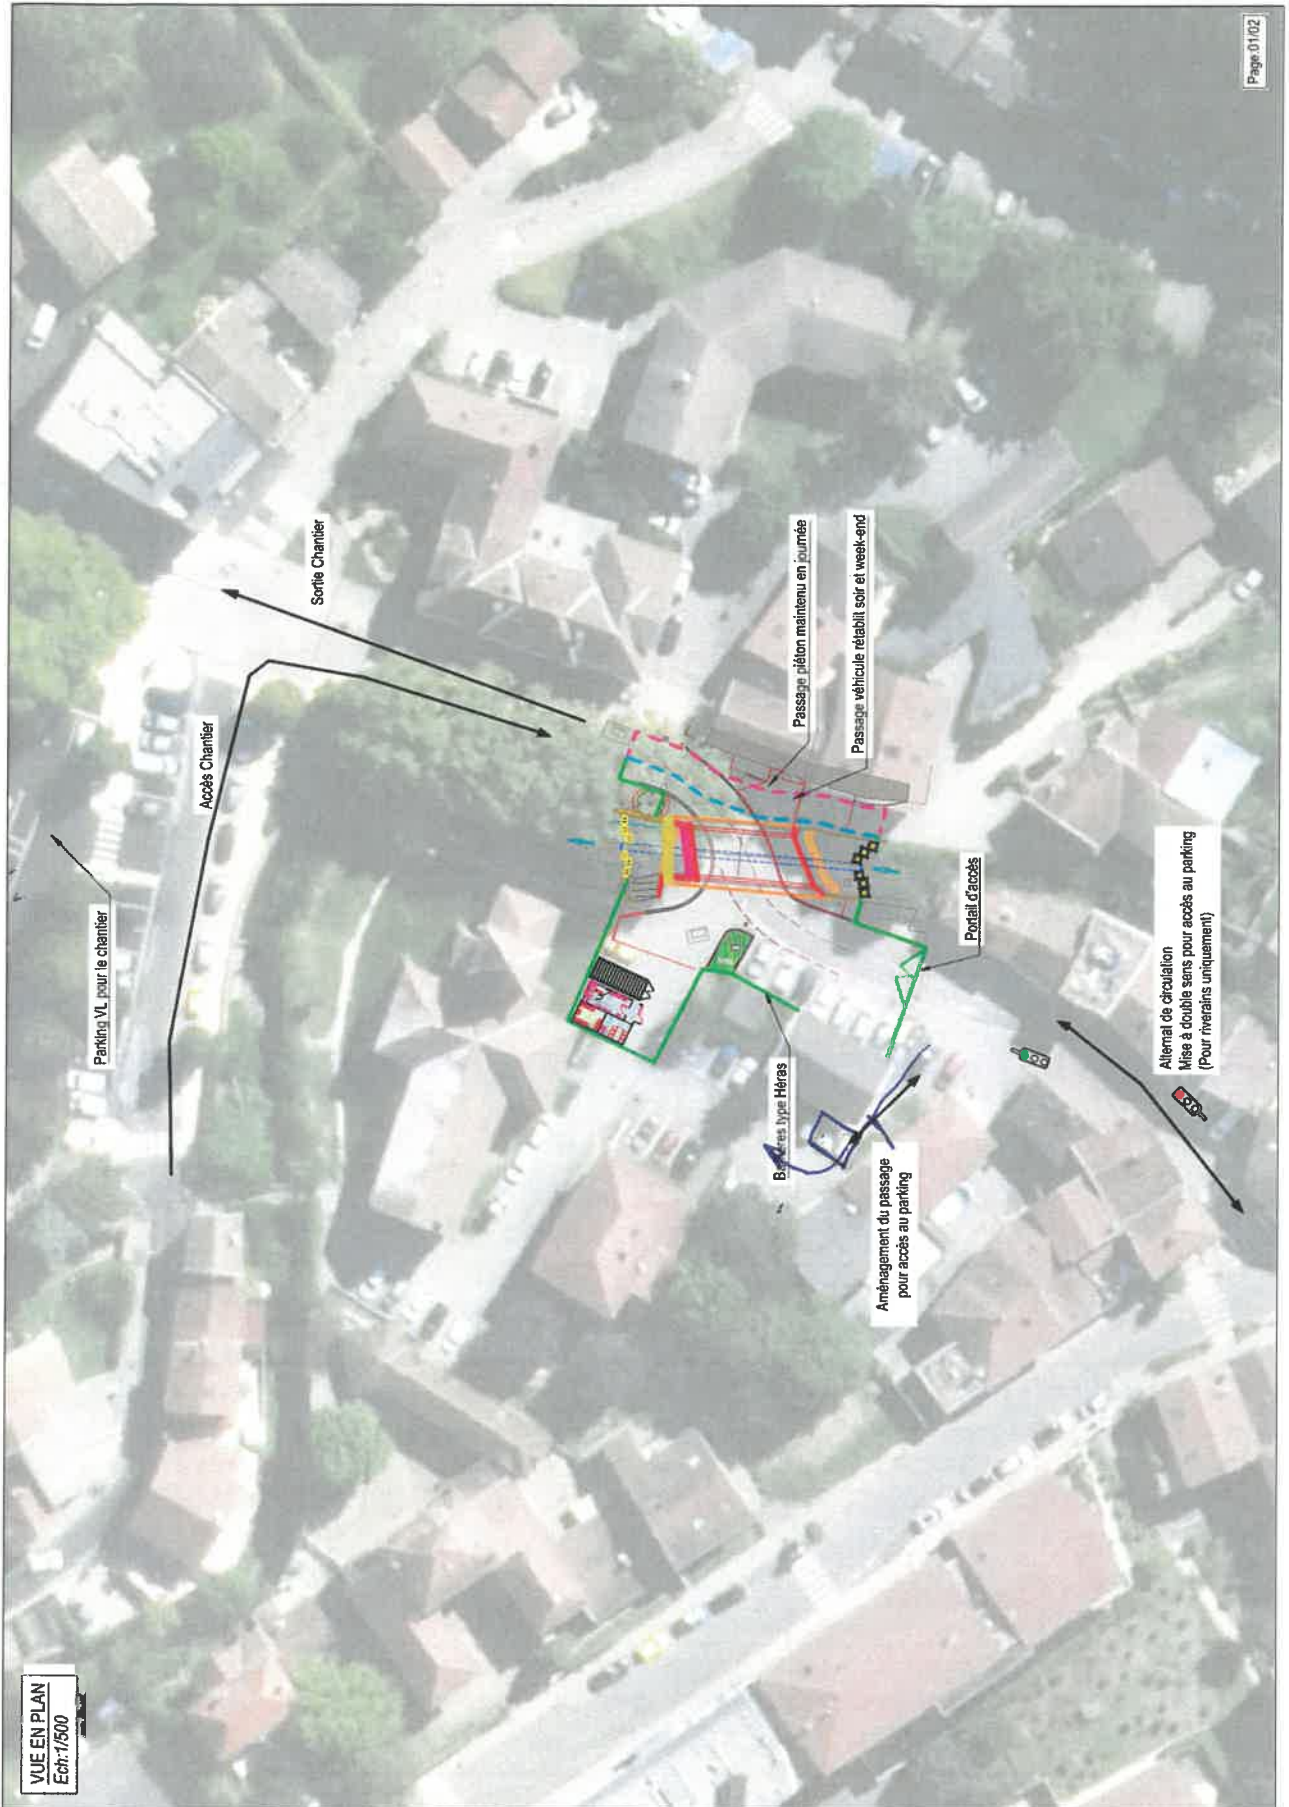 VUE EN PLAN
Ech:1/500
Page:01/02
Parking VL pour le chantier
Accès Chantier
Sortie Chantier
Passage piéton maintenu en journée
Passage véhicule rétablit soir et week-end
Portail d'accès
type Héras
Aménagement du passage
pour accès au parking
Alternat de circulation
Mise à double sens pour accès au parking
(Pour riverains uniquement)